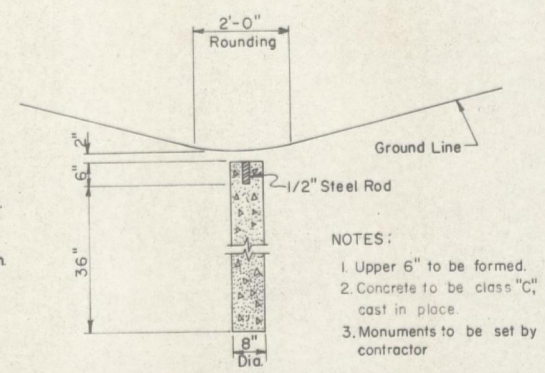 2'-0"
Rounding
2"
6"
36"
Ground Line
1/2" Steel Rod
8"
Dia.
NOTES:
1. Upper 6" to be formed.
2. Concrete to be class "C",
cast in place.
3. Monuments to be set by
contractor